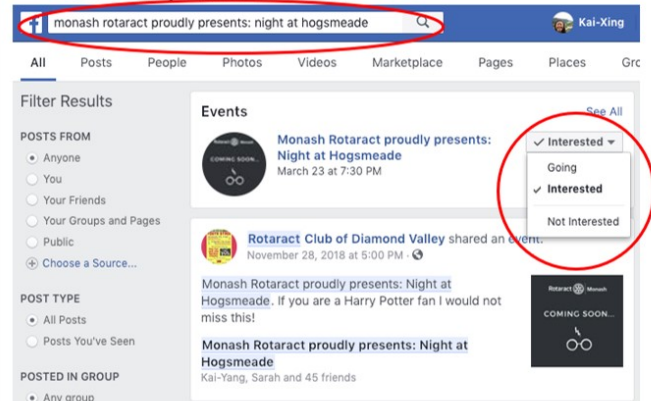 f monash rotaract proudly presents: night at hogsmeade Kai-Xing
All Posts People Photos Videos Marketplace Pages Places Gro
Filter Results
POSTS FROM
Anyone
You
Your Friends
Your Groups and Pages
Public
Choose a Source...
POST TYPE
All Posts
Posts You've Seen
POSTED IN GROUP
Any group
Events See All
Rotaract Monash
COMING SOON...
Monash Rotaract proudly presents:
Night at Hogsmeade
March 23 at 7:30 PM
Interested
Going
Interested
Not Interested
Rotaract Club of Diamond Valley shared an event.
November 28, 2018 at 5:00 PM ·
Monash Rotaract proudly presents: Night at
Hogsmeade. If you are a Harry Potter fan I would not
miss this!
Rotaract Monash
COMING SOON...
Monash Rotaract proudly presents: Night at
Hogsmeade
Kai-Yang, Sarah and 45 friends